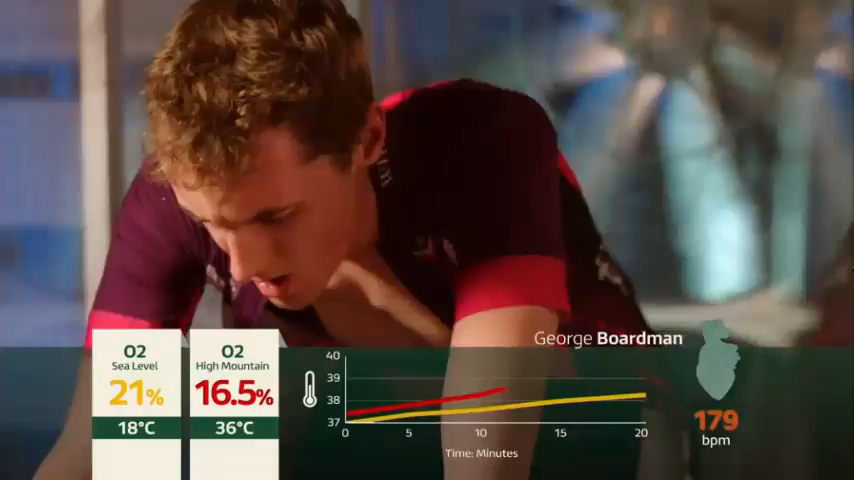 George Boardman
O2
Sea Level
21%
18°C
O2
High Mountain
16.5%
36°C
40
39
38
37
0
5
10
15
20
Time: Minutes
179
bpm